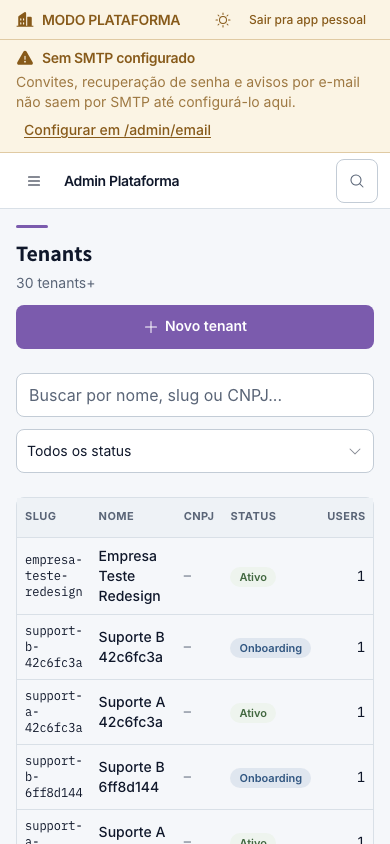 MODO PLATAFORMA
Sair pra app pessoal
Sem SMTP configurado
Convites, recuperação de senha e avisos por e-mail
não saem por SMTP até configurá-lo aqui.
Configurar em /admin/email
Admin Plataforma
Tenants
30 tenants+
Novo tenant
Buscar por nome, slug ou CNPJ...
Todos os status
SLUG NOME CNPJ STATUS USERS
empresa-
teste-
redesign
Empresa
Teste
Redesign
—
Ativo
1
support-
b-
42c6fc3a
Suporte B
42c6fc3a
—
Onboarding
1
support-
a-
42c6fc3a
Suporte A
42c6fc3a
—
Ativo
1
support-
b-
6ff8d144
Suporte B
6ff8d144
—
Onboarding
1
support-
a-
Suporte A
—
Ativo
1